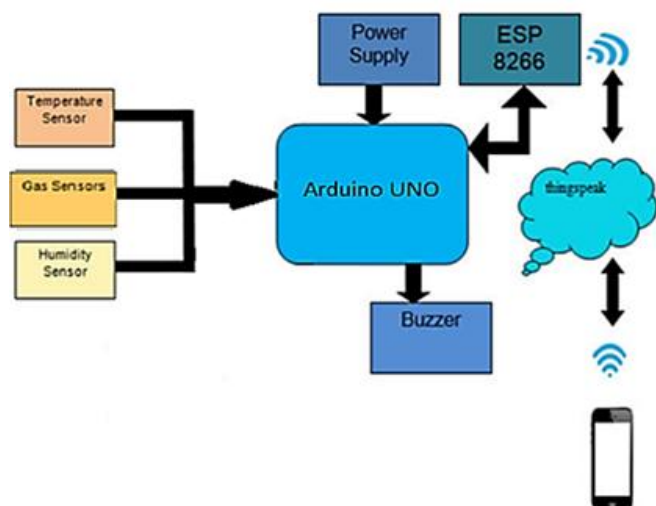 Power
Supply
ESP
8266
Temperature
Sensor
Gas Sensors
Humidity
Sensor
Arduino UNO
thingspeak
Buzzer